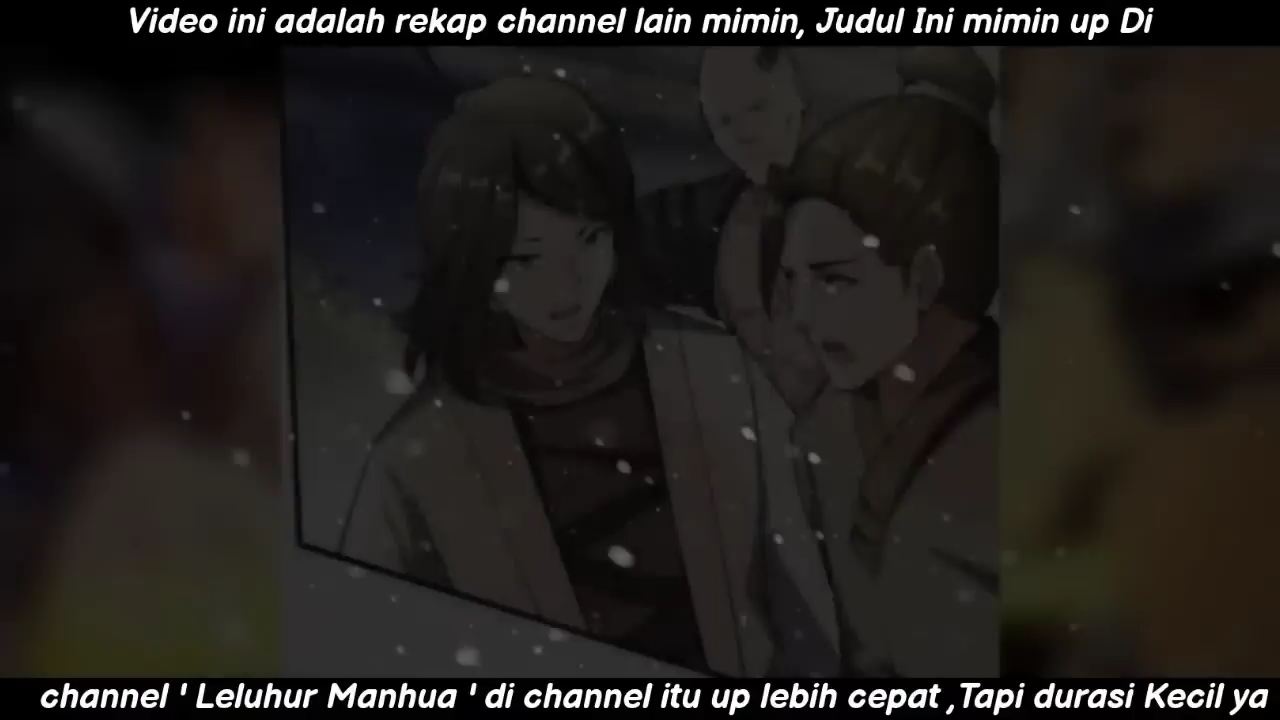 Video ini adalah rekap channel lain mimin, Judul Ini mimin up Di
channel ' Leluhur Manhua ' di channel itu up lebih cepat ,Tapi durasi Kecil ya